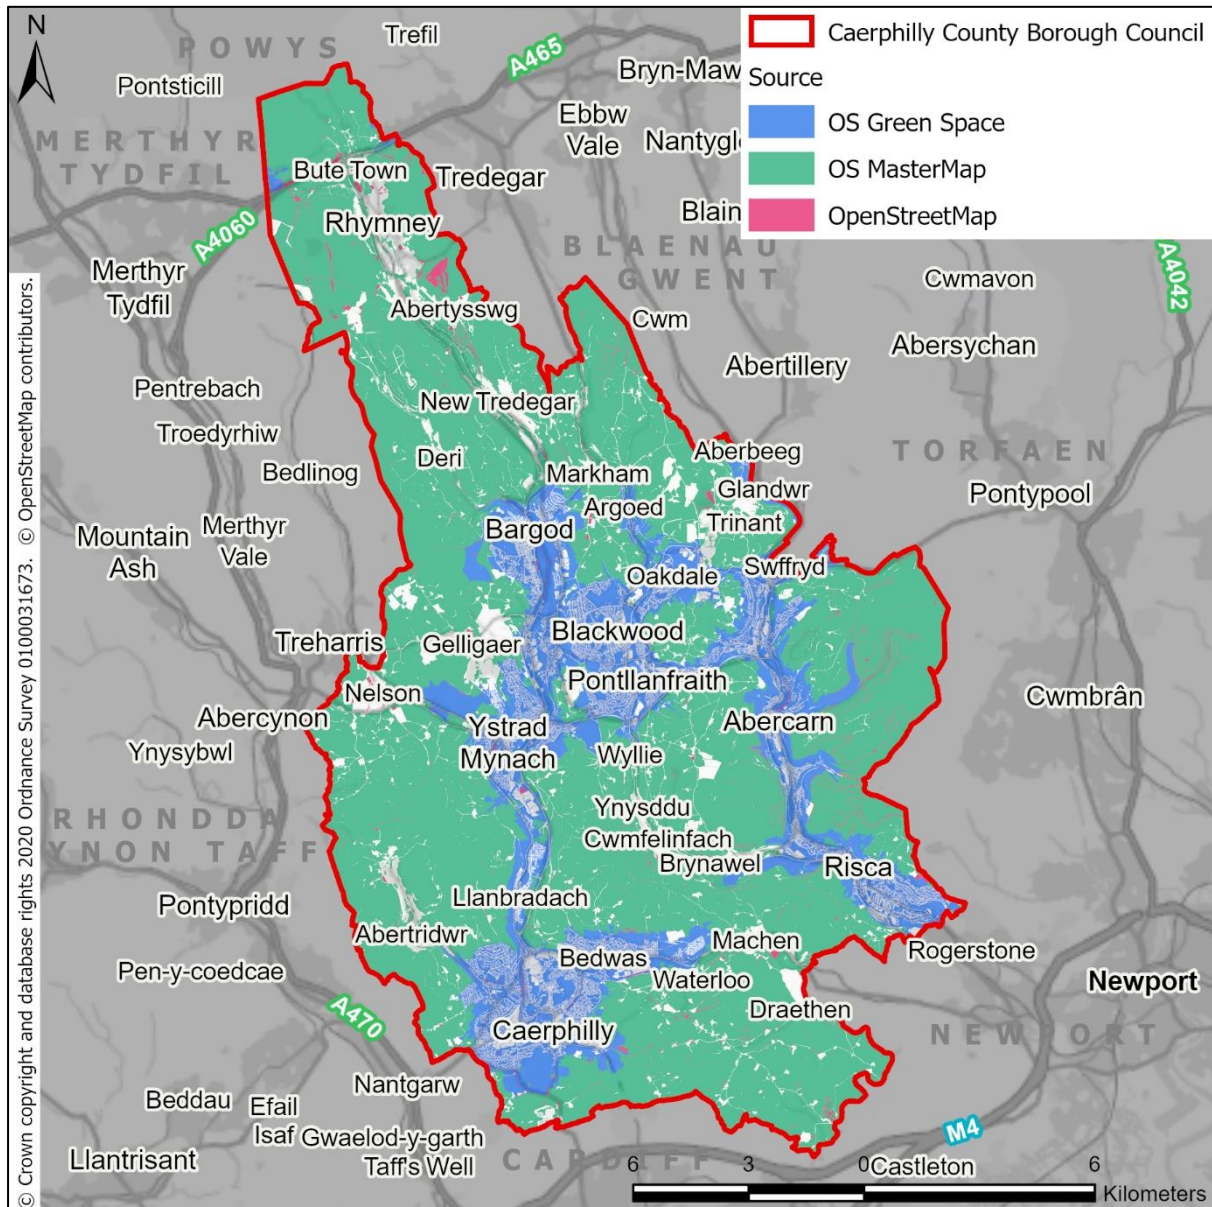 N
POWYS
Trefil
A465
Bryn-Maw
Pontsticill
Ebbw
Vale
Nantygl
MERTHYR
TYDFIL
Bute Town
Tredegar
Blain
Rhymney
A4060
BLAENAU
GWENT
Merthyr
Tydfil
Abertysswg
Cwm
Cwmavon
A4042
Abersychan
Abertillery
Pentrebach
New Tredegar
Troedyrhiw
Deri
Bedlinog
Markham
Aberbeeg
TORFAEN
Glandwr
Pontypool
Argoed
Bargod
Trinant
Mountain
Ash
Merthyr
Vale
Oakdale
Swffryd
Treharris
Gelligaer
Blackwood
Nelson
Pontllanfraith
Cwmbrân
Abercynon
Ystrad
Mynach
Abercarn
Ynysybwl
Wyllie
Ynysddu
RHONDDA
YNON TAFF
Cwmfelinfach
Brynawel
Risca
Pontypridd
Llanbradach
Abertridwr
Machen
Rogerstone
Bedwas
Pen-y-coedcae
Waterloo
Newport
Draethen
A470
Caerphilly
NEWPORT
Nantgarw
Beddau
Efail
Isaf
Gwaelod-y-garth
Taff's Well
Llantrisant
CARDIFF
M4
Castleton
6
3
0
6
Kilometers
Caerphilly County Borough Council
Source
OS Green Space
OS MasterMap
OpenStreetMap
© Crown copyright and database rights 2020 Ordnance Survey 0100031673. © OpenStreetMap contributors.